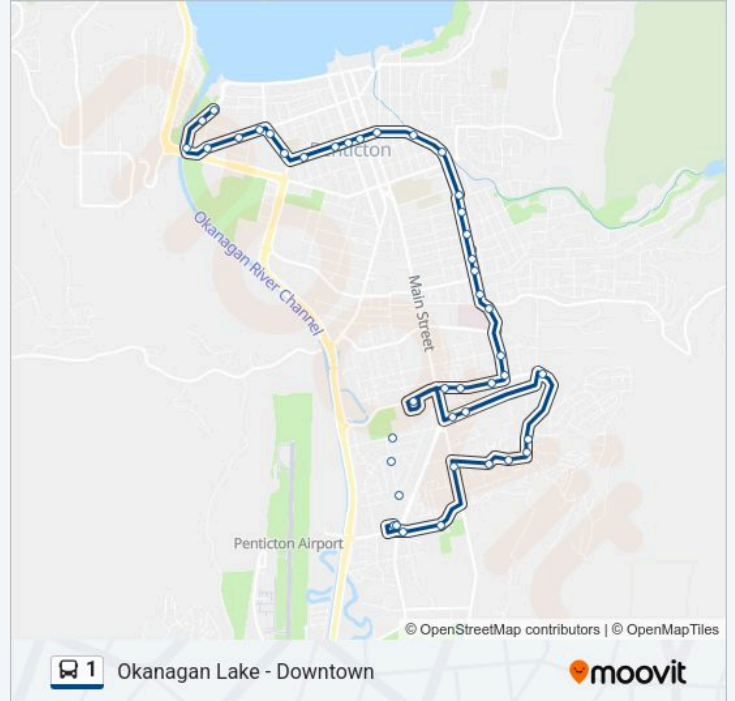 Penticton
Okanagan River Channel
Main Street
Penticton Airport
© OpenStreetMap contributors | © OpenMapTiles
1 Okanagan Lake - Downtown
moovit